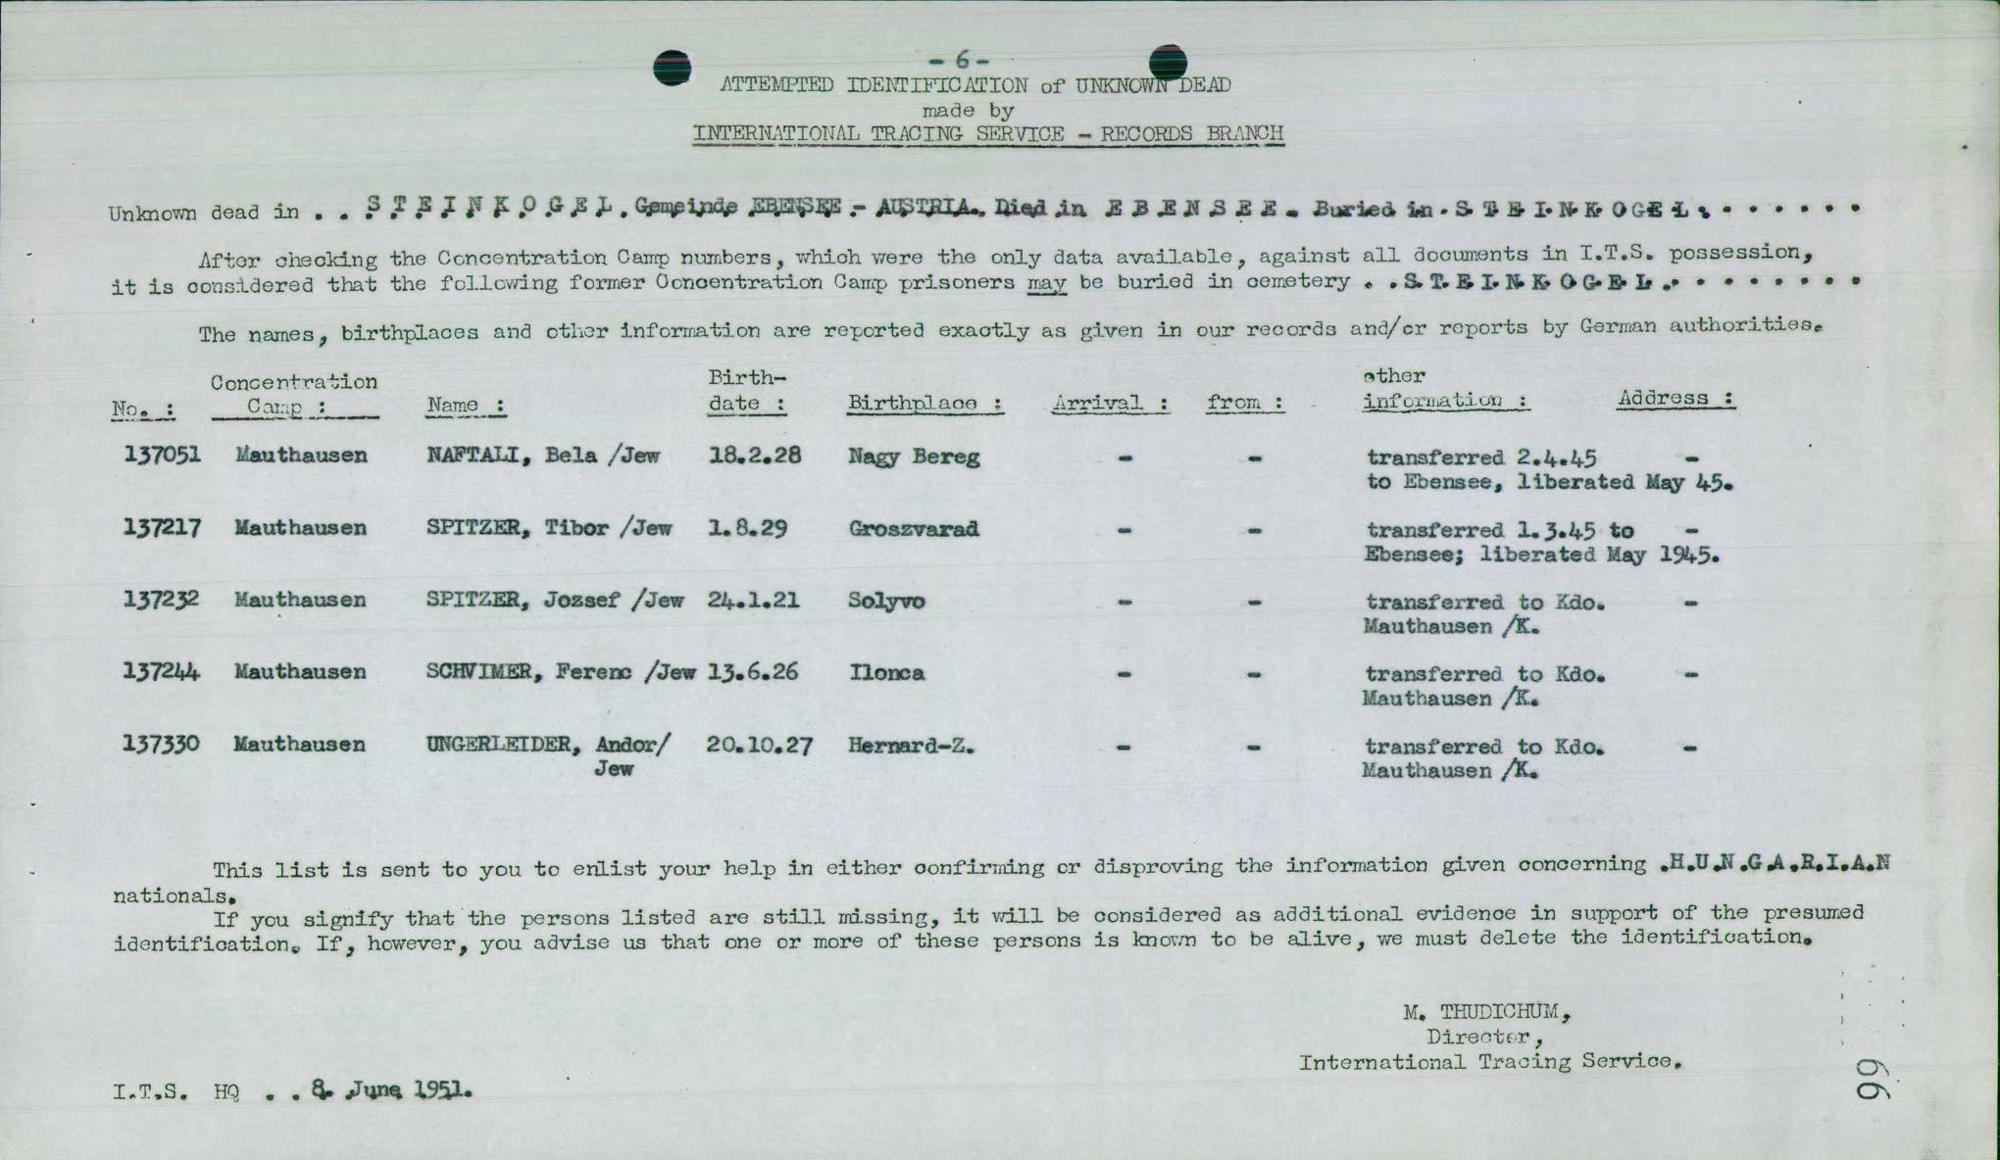 - 6 -
ATTEMPTED IDENTIFICATION of UNKNOWN DEAD
made by
INTERNATIONAL TRACING SERVICE - RECORDS BRANCH
Unknown dead in . . S.T.E.I.N.K.O.G.E.L. Gemeinde EBENSEE - AUSTRIA. Died in E B E N S E E. Buried in S T E I N K O G E L . . . . . . .
After checking the Concentration Camp numbers, which were the only data available, against all documents in I.T.S. possession,
it is considered that the following former Concentration Camp prisoners may be buried in cemetery . . S.T.E.I.N.K.O.G.E.L. . . . . . . . .
The names, birthplaces and other information are reported exactly as given in our records and/or reports by German authorities.
No. : Concentration Camp : Name : Birth-date : Birthplace : Arrival : from : other information : Address :
137051 Mauthausen NAFTALI, Bela /Jew 18.2.28 Nagy Bereg - - transferred 2.4.45 -
to Ebensee, liberated May 45.
137217 Mauthausen SPITZER, Tibor /Jew 1.8.29 Groszvarad - - transferred 1.3.45 to -
Ebensee; liberated May 1945.
137232 Mauthausen SPITZER, Jozsef /Jew 24.1.21 Solyvo - - transferred to Kdo. -
Mauthausen /K.
137244 Mauthausen SCHVIMER, Ferenc /Jew 13.6.26 Ilonca - - transferred to Kdo. -
Mauthausen /K.
137330 Mauthausen UNGERLEIDER, Andor/ 20.10.27 Hernard-Z. - - transferred to Kdo. -
Jew Mauthausen /K.
This list is sent to you to enlist your help in either confirming or disproving the information given concerning .H.U.N.G.A.R.I.A.N
nationals.
If you signify that the persons listed are still missing, it will be considered as additional evidence in support of the presumed
identification. If, however, you advise us that one or more of these persons is known to be alive, we must delete the identification.
M. THUDICHUM,
Director,
International Tracing Service.
I.T.S. HQ . . 8. June 1951.
66